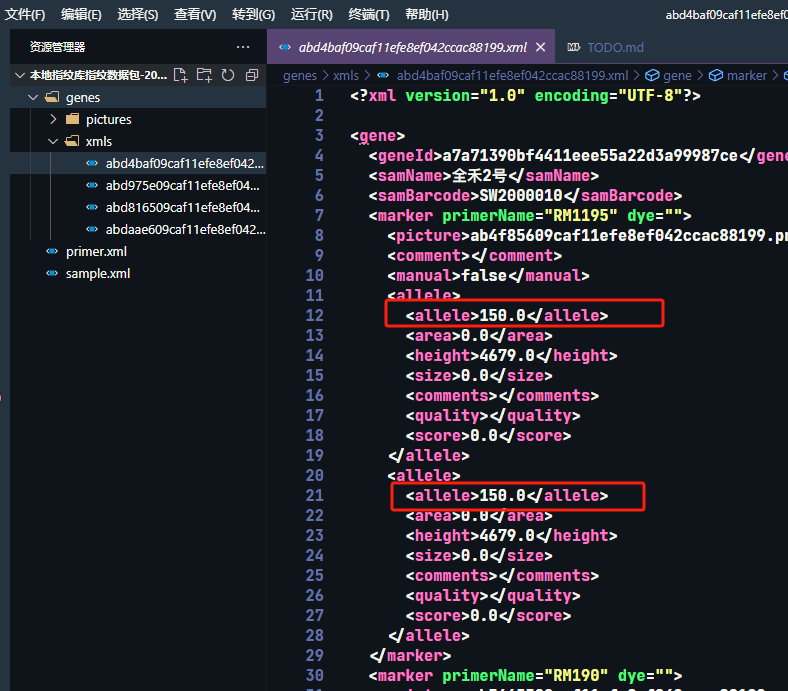 文件(F) 编辑(E) 选择(S) 查看(V) 转到(G) 运行(R) 终端(T) 帮助(H) abd4baf09caf11efe8ef0
资源管理器 ···
本地指纹库指纹数据包-20...
genes
pictures
xmls
abd4baf09caf11efe8ef042...
abd975e09caf11efe8ef04...
abd816509caf11efe8ef04...
abdaae609caf11efe8ef042...
primer.xml
sample.xml
abd4baf09caf11efe8ef042ccac88199.xml TODO.md
genes > xmls > abd4baf09caf11efe8ef042ccac88199.xml > gene > marker >
1 <?xml version="1.0" encoding="UTF-8"?>
2
3 <gene>
4 <geneId>a7a71390bf4411eee55a22d3a99987ce</gene
5 <samName>全禾2号</samName>
6 <samBarcode>SW2000010</samBarcode>
7 <marker primerName="RM1195" dye="">
8 <picture>ab4f85609caf11efe8ef042ccac88199.pr
9 <comment></comment>
10 <manual>false</manual>
11 <allele>
12 <allele>150.0</allele>
13 <area>0.0</area>
14 <height>4679.0</height>
15 <size>0.0</size>
16 <comments></comments>
17 <quality></quality>
18 <score>0.0</score>
19 </allele>
20 <allele>
21 <allele>150.0</allele>
22 <area>0.0</area>
23 <height>4679.0</height>
24 <size>0.0</size>
25 <comments></comments>
26 <quality></quality>
27 <score>0.0</score>
28 </allele>
29 </marker>
30 <marker primerName="RM190" dye="">